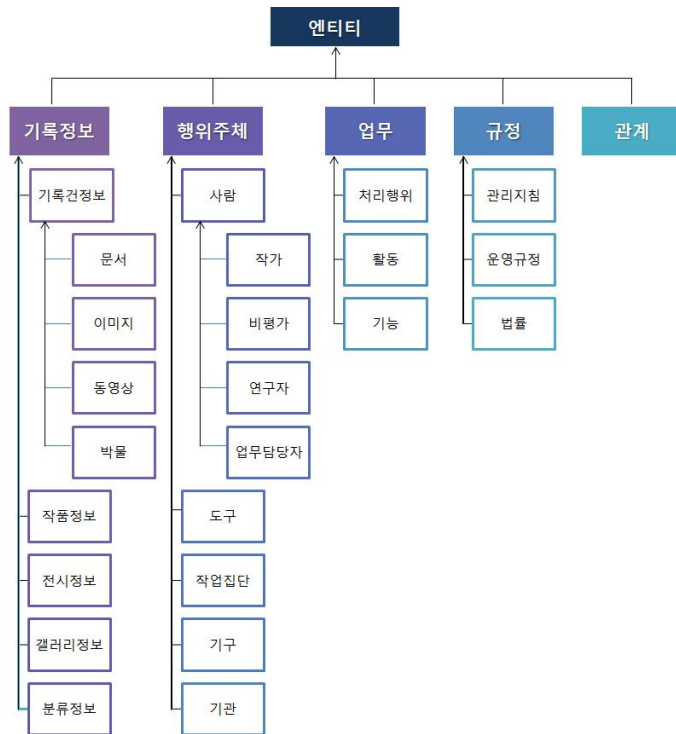 엔티티
기록정보
행위주체
업무
규정
관계
기록건정보
문서
이미지
동영상
박물
작품정보
전시정보
갤러리정보
분류정보
사람
작가
비평가
연구자
업무담당자
도구
작업집단
기구
기관
처리행위
활동
기능
관리지침
운영규정
법률